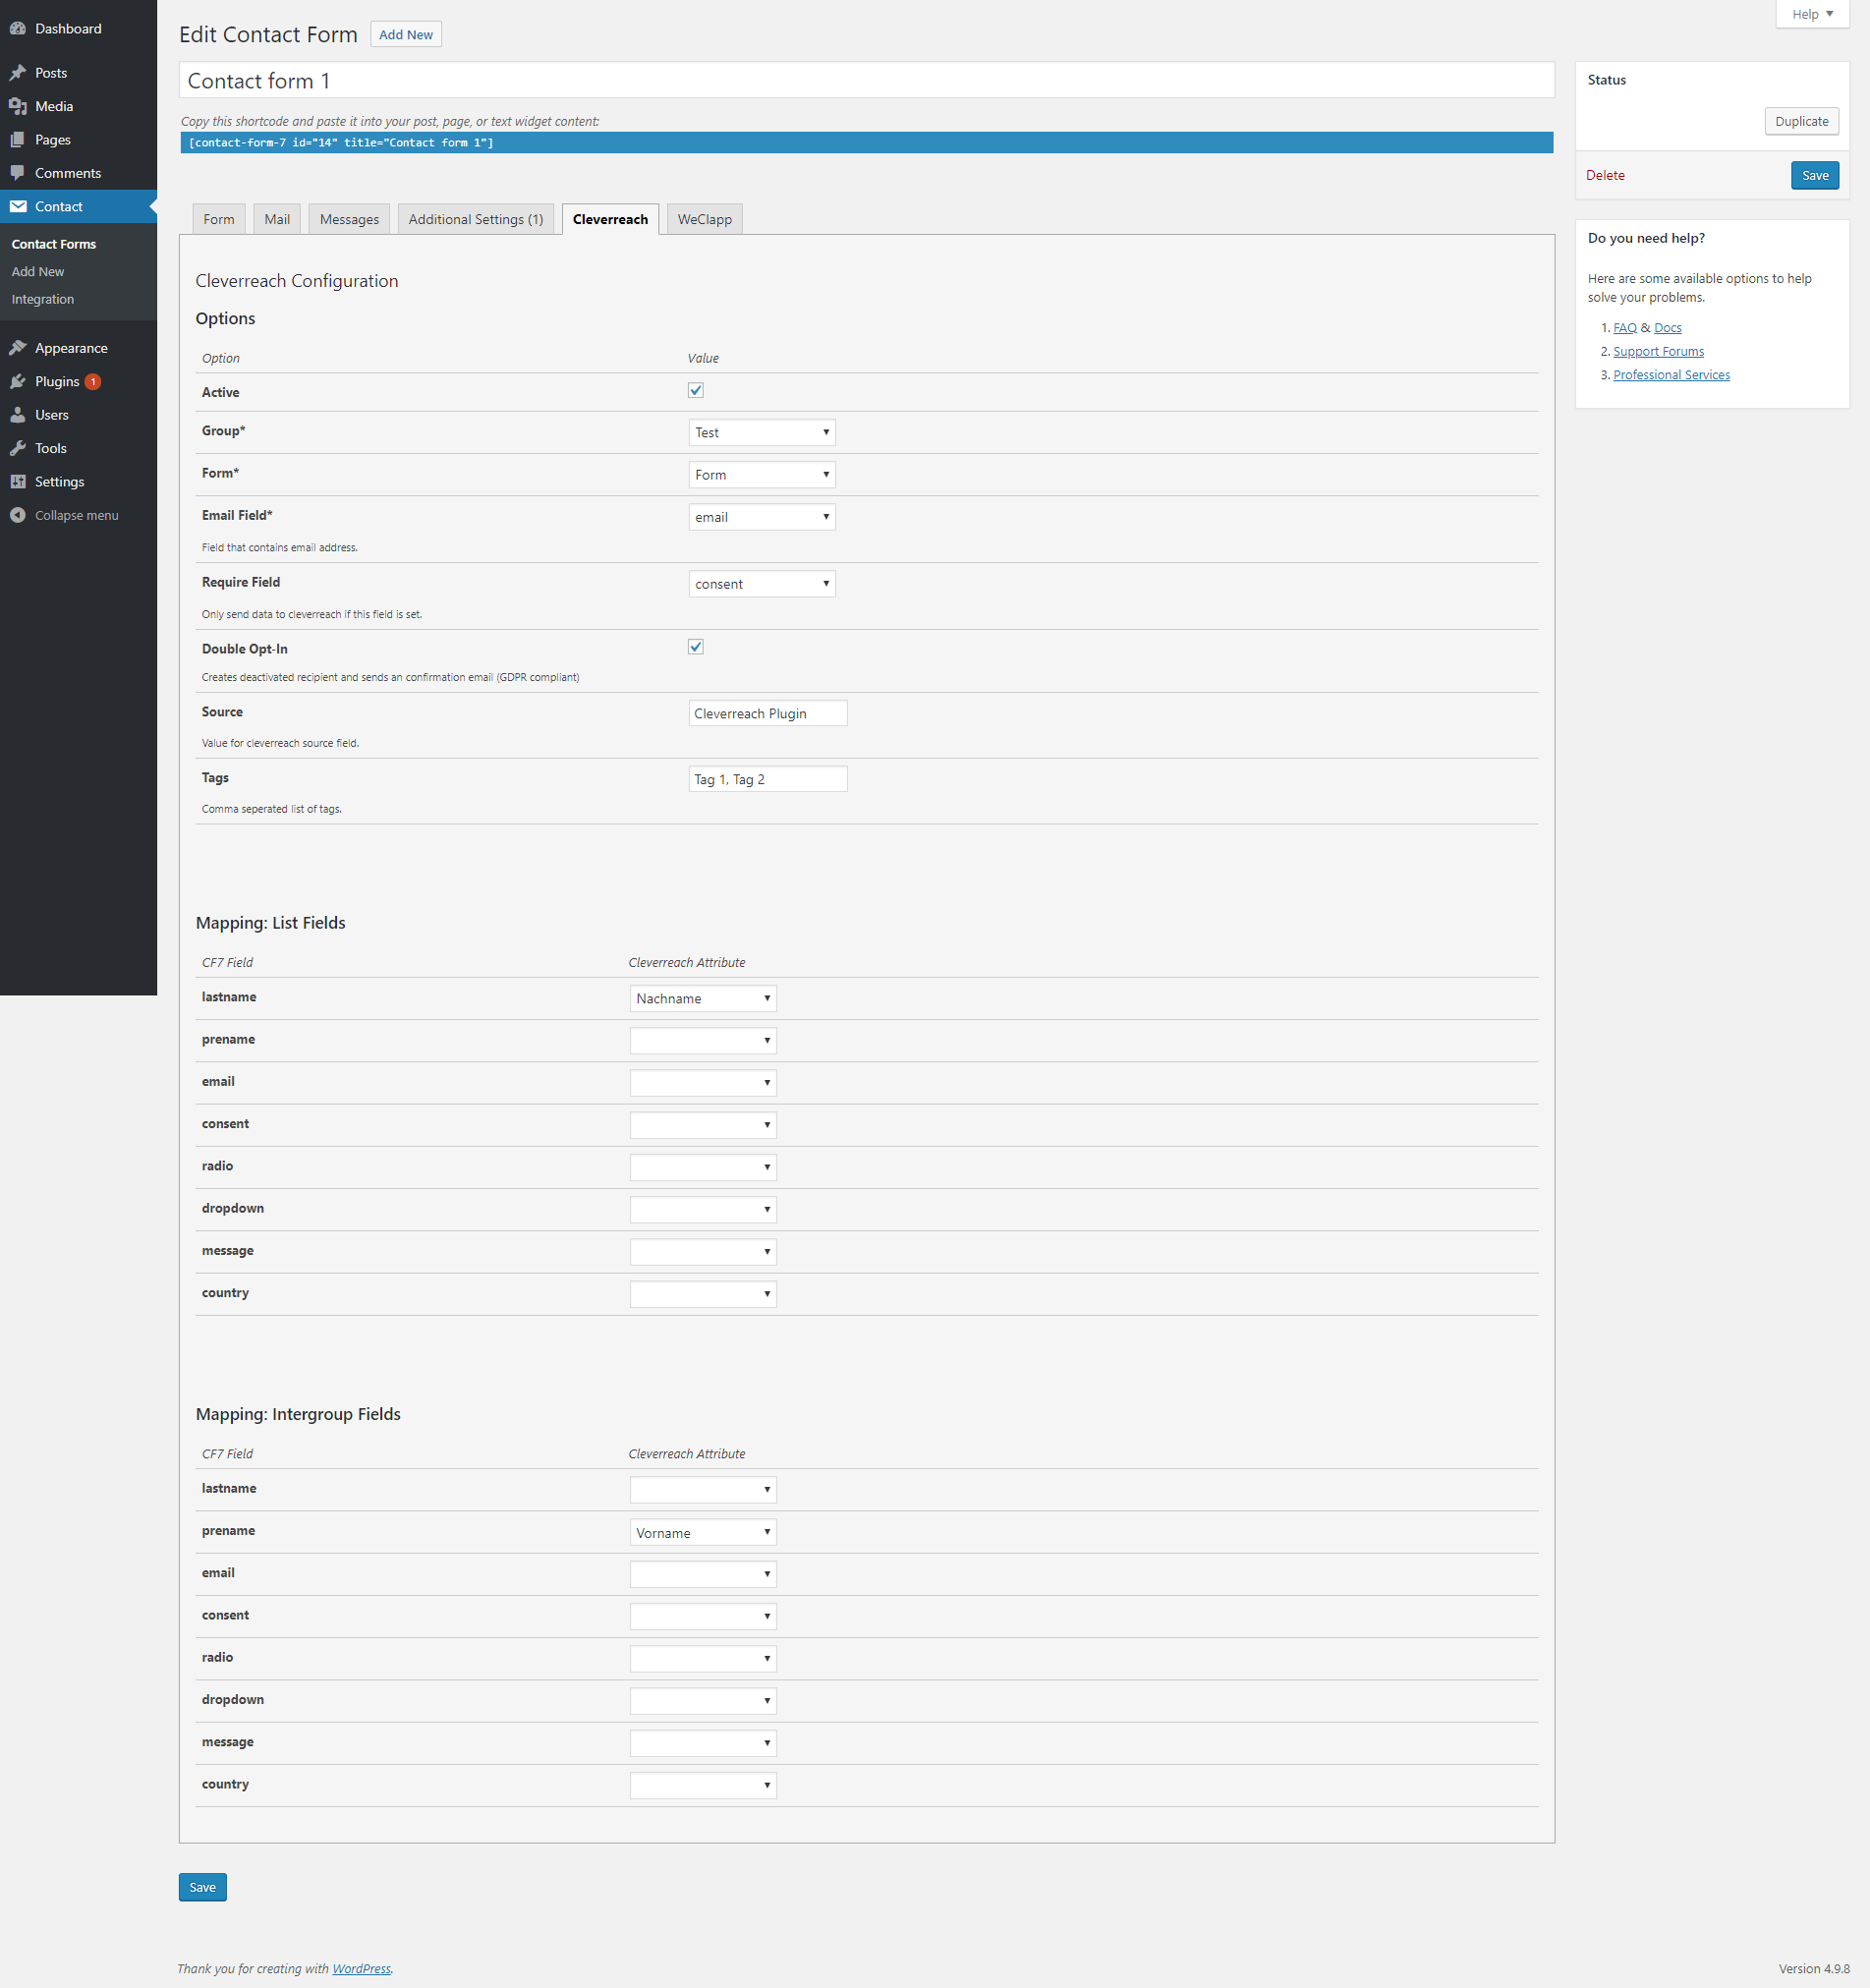 Dashboard
Posts
Media
Pages
Comments
Contact
Contact Forms
Add New
Integration
Appearance
Plugins 1
Users
Tools
Settings
Collapse menu
Help
Edit Contact Form Add New
Contact form 1
Copy this shortcode and paste it into your post, page, or text widget content:
[contact-form-7 id="14" title="Contact form 1"]
Form Mail Messages Additional Settings (1) Cleverreach WeClapp
Cleverreach Configuration
Options
Option Value
Active
Group* Test
Form* Form
Email Field* email
Field that contains email address.
Require Field consent
Only send data to cleverreach if this field is set.
Double Opt-In
Creates deactivated recipient and sends an confirmation email (GDPR compliant)
Source Cleverreach Plugin
Value for cleverreach source field.
Tags Tag 1, Tag 2
Comma seperated list of tags.
Mapping: List Fields
CF7 Field Cleverreach Attribute
lastname Nachname
prename
email
consent
radio
dropdown
message
country
Mapping: Intergroup Fields
CF7 Field Cleverreach Attribute
lastname
prename Vorname
email
consent
radio
dropdown
message
country
Save
Status
Duplicate
Delete Save
Do you need help?
Here are some available options to help
solve your problems.
1. FAQ & Docs
2. Support Forums
3. Professional Services
Thank you for creating with WordPress.
Version 4.9.8